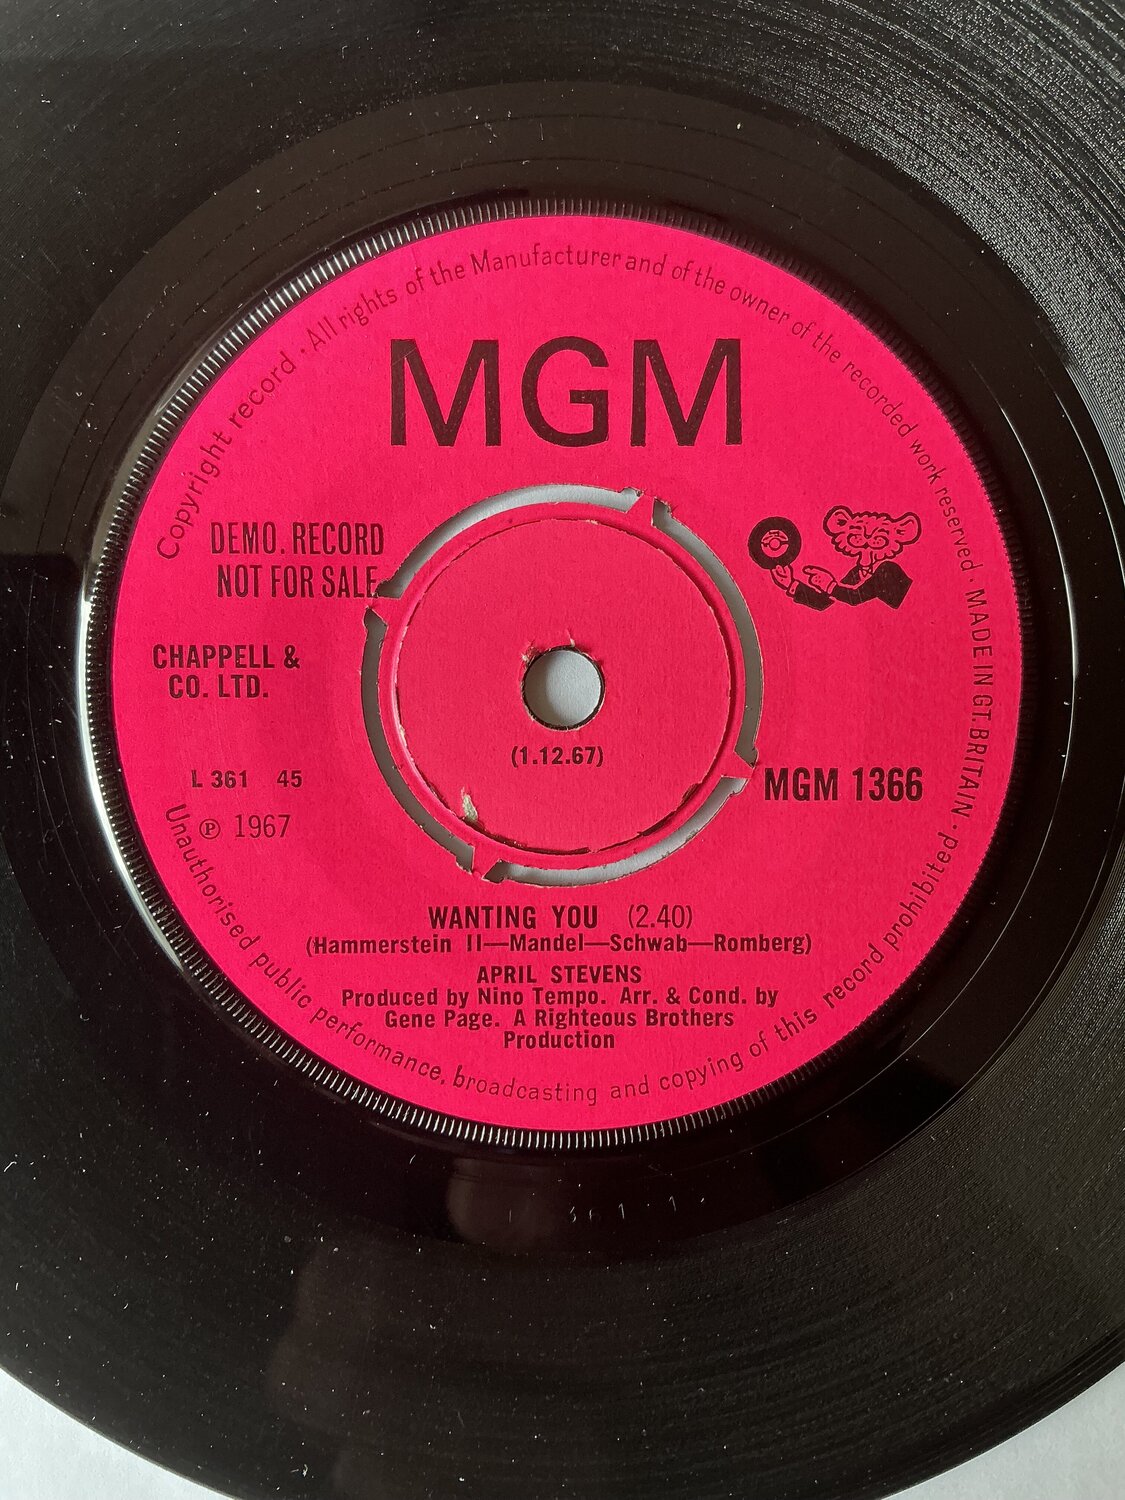 Copyright record · All rights of the Manufacturer and of the owner of the recorded work reserved · MADE IN GT. BRITAIN ·
Unauthorised public performance, broadcasting and copying of this record prohibited ·
MGM
DEMO. RECORD
NOT FOR SALE
CHAPPELL &
CO. LTD.
(1.12.67)
L 361 45
MGM 1366
℗ 1967
WANTING YOU (2.40)
(Hammerstein II—Mandel—Schwab—Romberg)
APRIL STEVENS
Produced by Nino Tempo. Arr. & Cond. by
Gene Page. A Righteous Brothers
Production